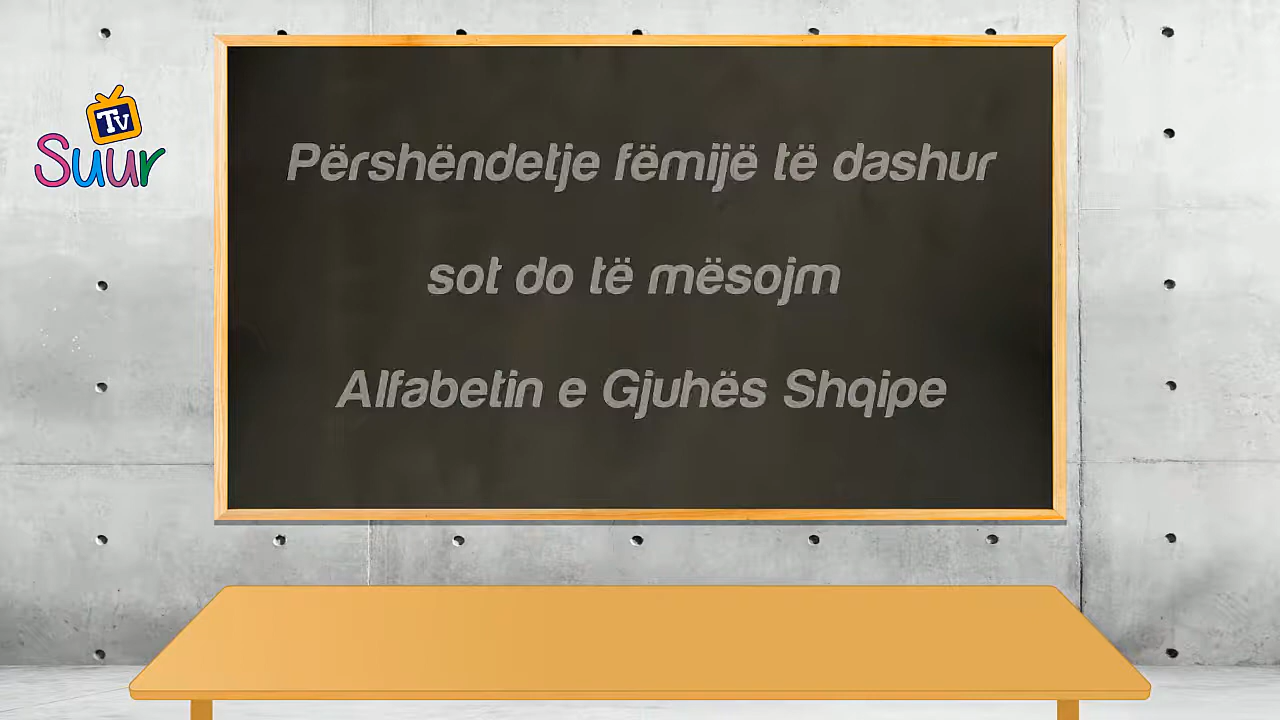 Tv
Suur
Përshëndetje fëmijë të dashur
sot do të mësojm
Alfabetin e Gjuhës Shqipe